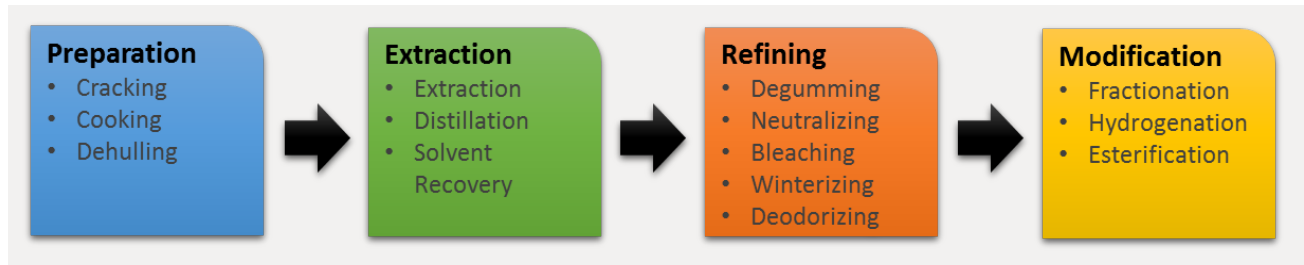 Preparation
• Cracking
• Cooking
• Dehulling
Extraction
• Extraction
• Distillation
• Solvent
Recovery
Refining
• Degumming
• Neutralizing
• Bleaching
• Winterizing
• Deodorizing
Modification
• Fractionation
• Hydrogenation
• Esterification